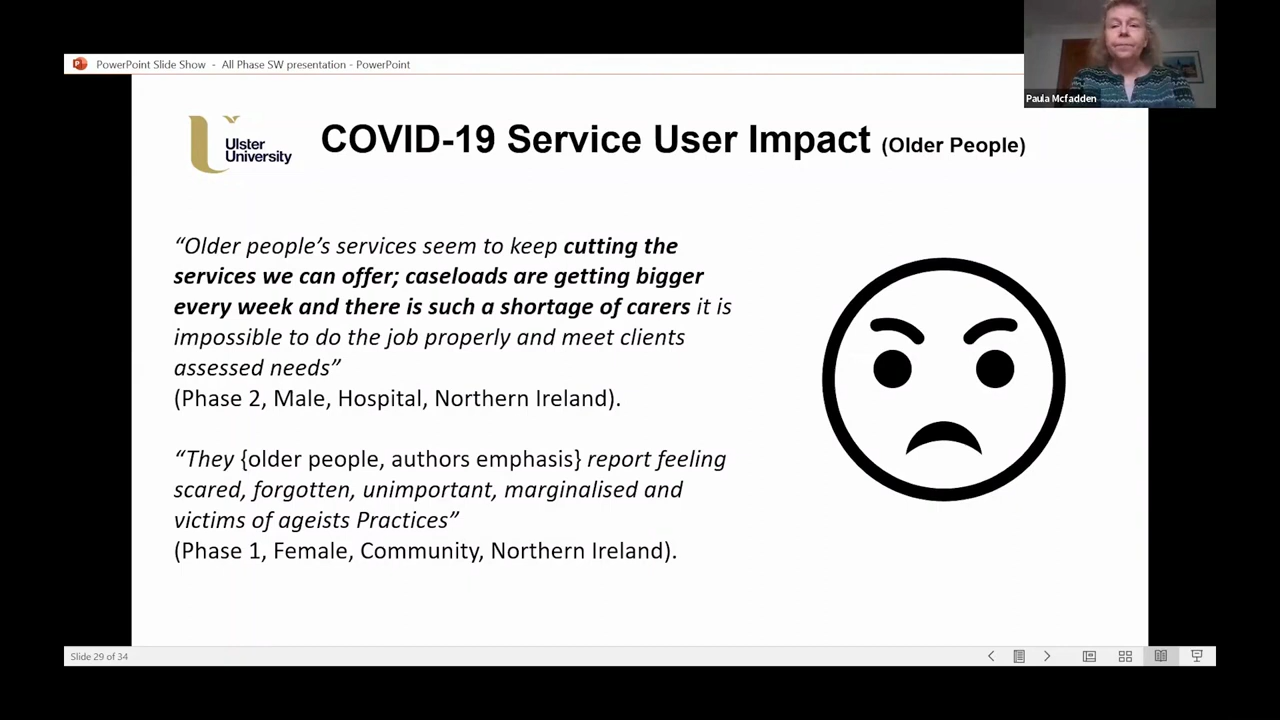 PowerPoint Slide Show - All Phase SW presentation - PowerPoint
Paula Mcfadden
Ulster
University
COVID-19 Service User Impact (Older People)
“Older people’s services seem to keep cutting the
services we can offer; caseloads are getting bigger
every week and there is such a shortage of carers it is
impossible to do the job properly and meet clients
assessed needs”
(Phase 2, Male, Hospital, Northern Ireland).
“They {older people, authors emphasis} report feeling
scared, forgotten, unimportant, marginalised and
victims of ageists Practices”
(Phase 1, Female, Community, Northern Ireland).
Slide 29 of 34